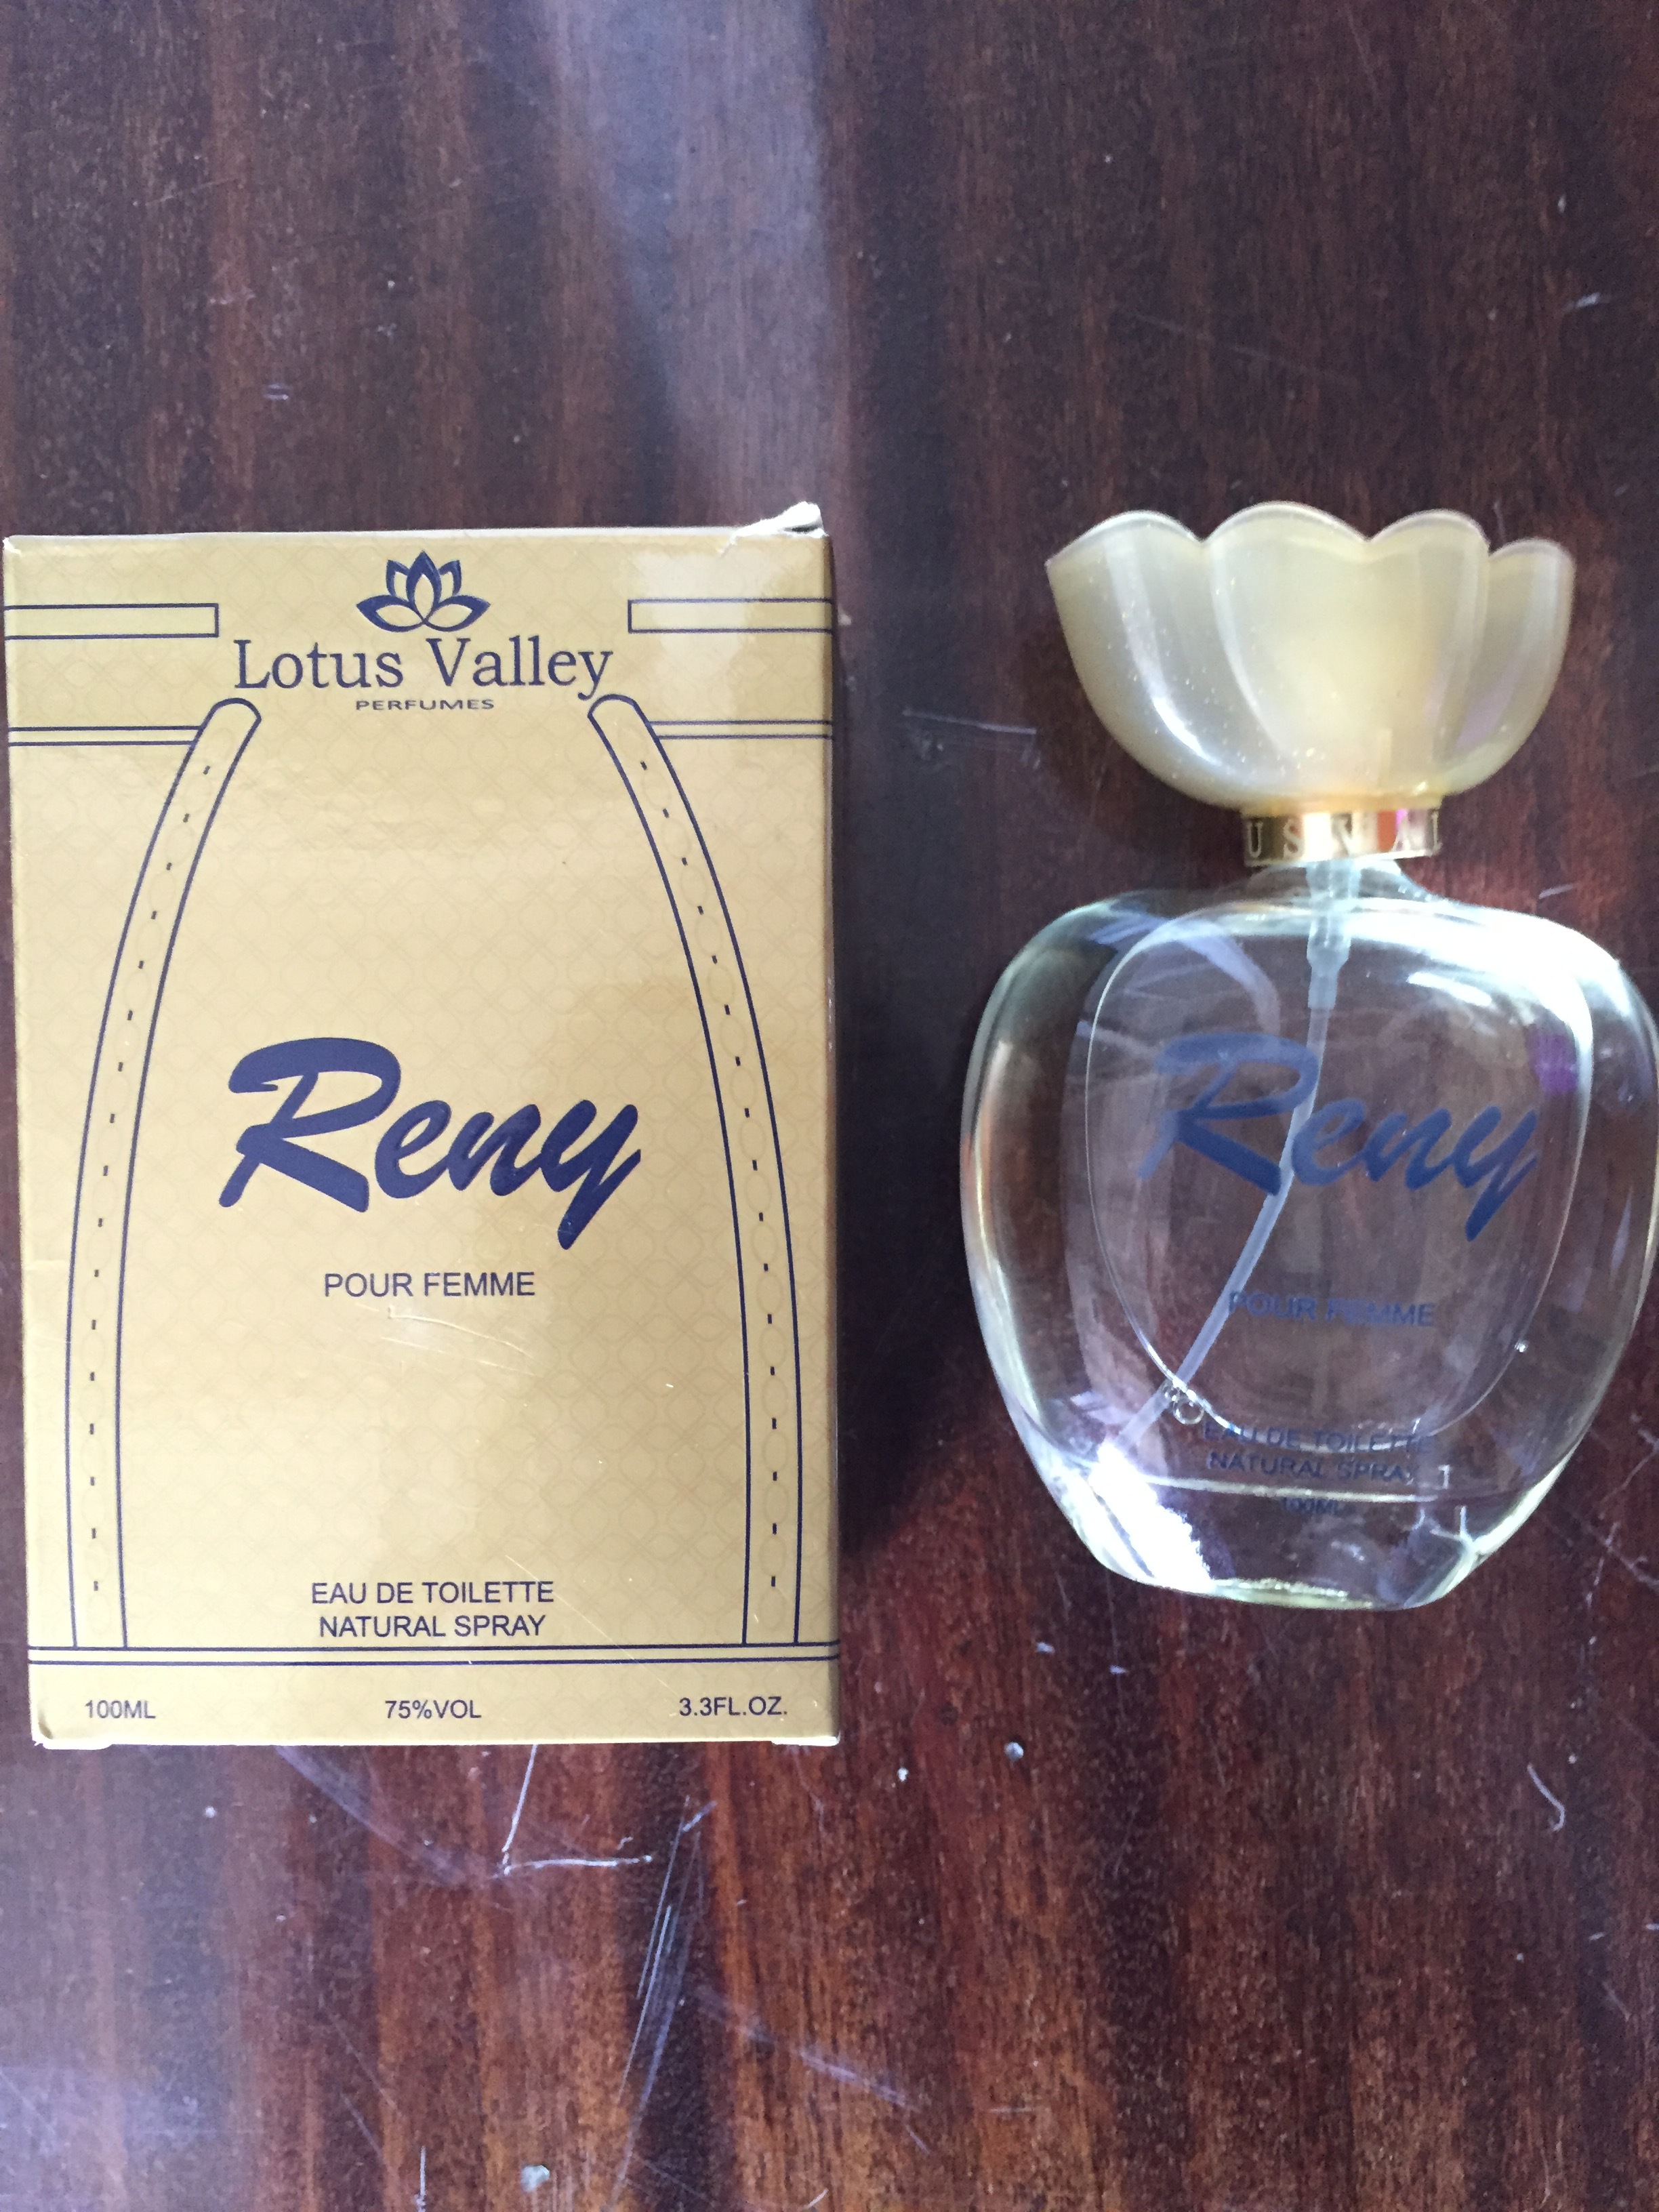 Lotus Valley
PERFUMES
Reny
POUR FEMME
EAU DE TOILETTE
NATURAL SPRAY
100ML 75%VOL 3.3FL.OZ.
U S V A L
Reny
POUR FEMME
EAU DE TOILETTE
NATURAL SPRAY
100ML